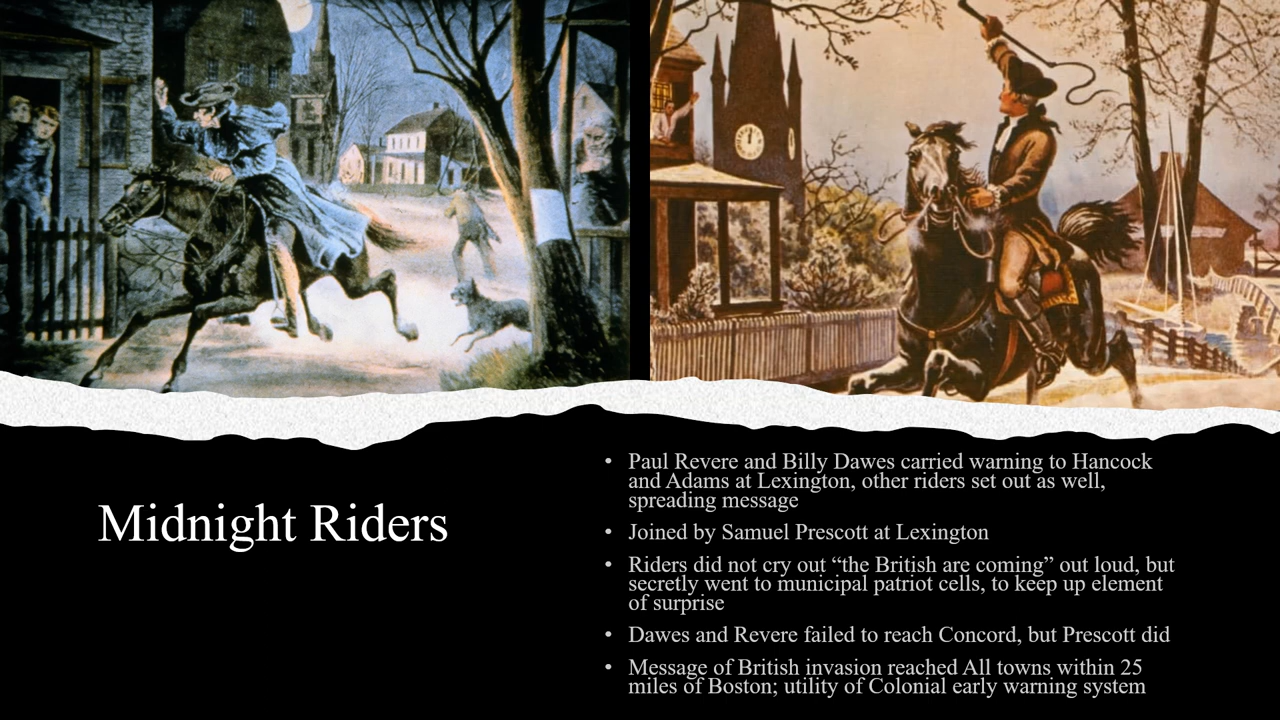 Midnight Riders
• Paul Revere and Billy Dawes carried warning to Hancock
and Adams at Lexington, other riders set out as well,
spreading message
• Joined by Samuel Prescott at Lexington
• Riders did not cry out “the British are coming” out loud, but
secretly went to municipal patriot cells, to keep up element
of surprise
• Dawes and Revere failed to reach Concord, but Prescott did
• Message of British invasion reached All towns within 25
miles of Boston; utility of Colonial early warning system